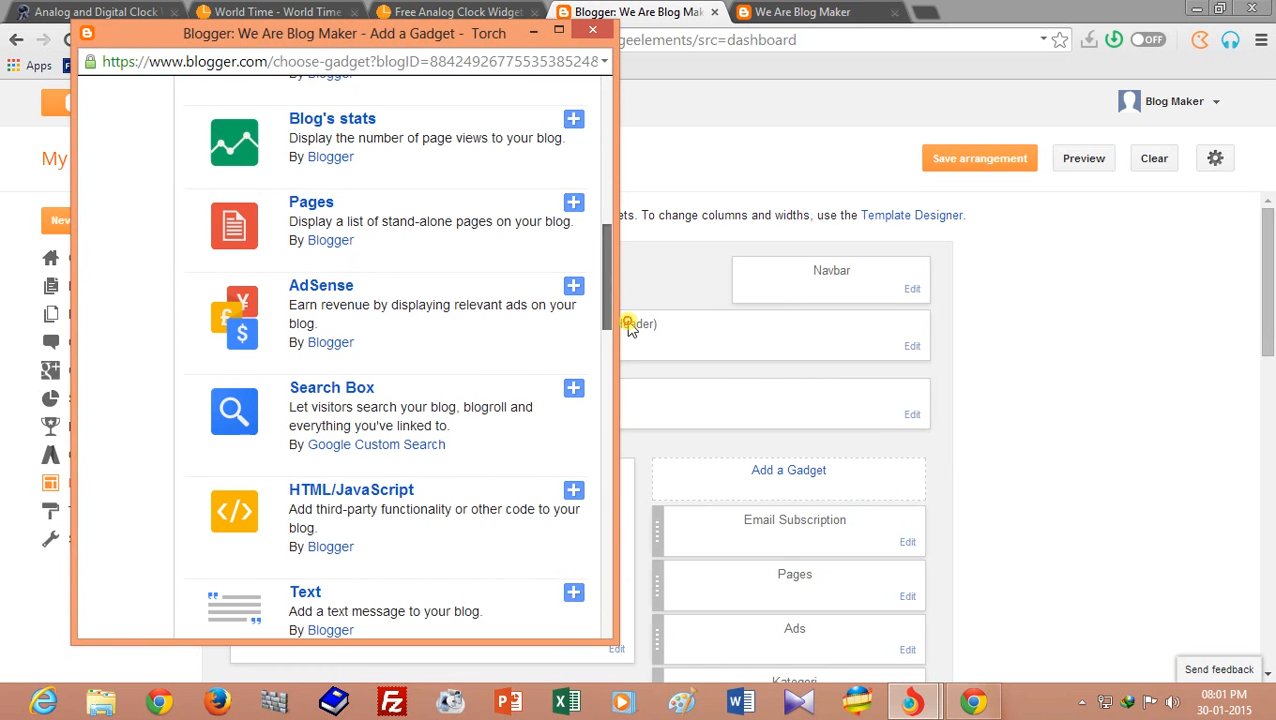 Analog and Digital Clock
World Time - World Time
Free Analog Clock Widget
Blogger: We Are Blog Mak
We Are Blog Maker
Blogger: We Are Blog Maker - Add a Gadget - Torch
geelements/src=dashboard
OFF
https://www.blogger.com/choose-gadget?blogID=88424926775535385248
Apps
By Blogger
Blog Maker
Blog's stats
Display the number of page views to your blog.
By Blogger
My
Save arrangement
Preview
Clear
Pages
Display a list of stand-alone pages on your blog.
By Blogger
New
ets. To change columns and widths, use the Template Designer.
AdSense
Earn revenue by displaying relevant ads on your
blog.
By Blogger
Navbar
Edit
eader)
Edit
Search Box
Let visitors search your blog, blogroll and
everything you've linked to.
By Google Custom Search
Edit
HTML/JavaScript
Add third-party functionality or other code to your
blog.
By Blogger
Add a Gadget
Email Subscription
Edit
Pages
Edit
Text
Add a text message to your blog.
By Blogger
Ads
Edit
Edit
Kategori
Send feedback
08:01 PM
30-01-2015